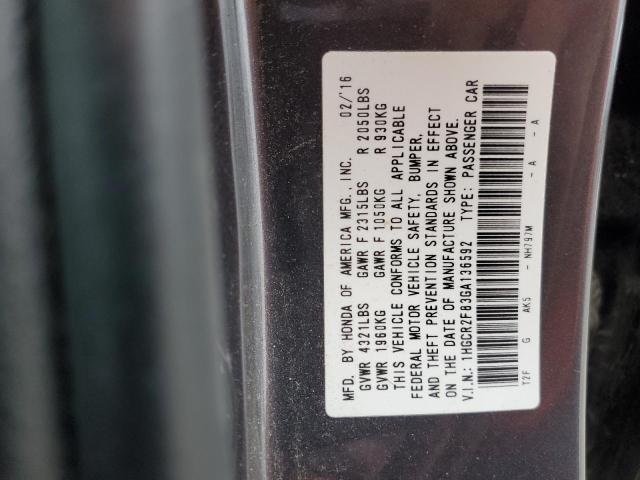 MFD. BY HONDA OF AMERICA MFG., INC. 02/'16
GVWR 4321LBS GAWR F 2315LBS R 2050LBS
GVWR 1960KG GAWR F 1050KG R 930KG
THIS VEHICLE CONFORMS TO ALL APPLICABLE
FEDERAL MOTOR VEHICLE SAFETY, BUMPER,
AND THEFT PREVENTION STANDARDS IN EFFECT
ON THE DATE OF MANUFACTURE SHOWN ABOVE.
V.I.N.: 1HGCR2F83GA136592 TYPE: PASSENGER CAR
T2F G AK5 - NH797M - A - A